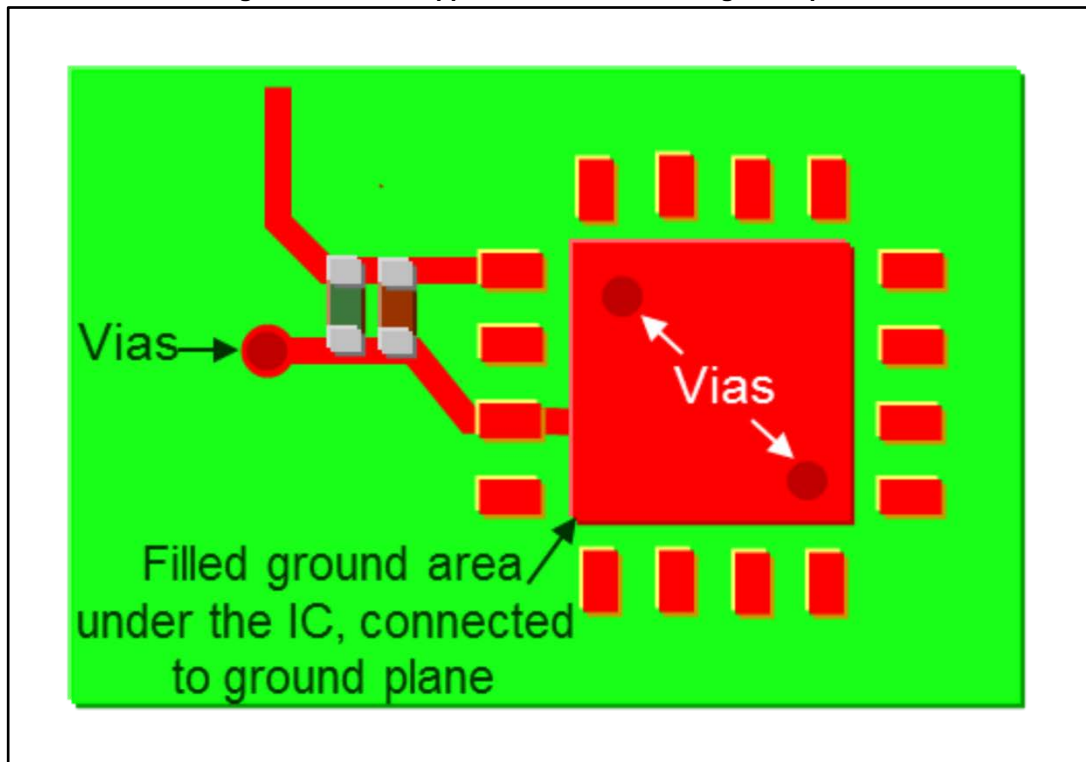 Vias
Vias
Filled ground area
under the IC, connected
to ground plane